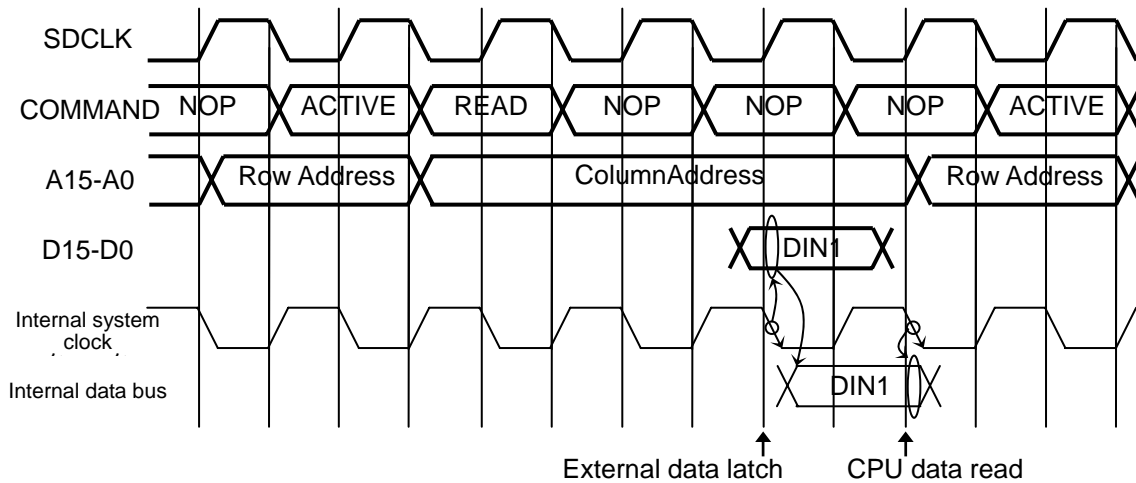 SDCLK
COMMAND NOP ACTIVE READ NOP NOP NOP ACTIVE
A15-A0 Row Address ColumnAddress Row Address
D15-D0 DIN1
Internal system
clock
Internal data bus DIN1
External data latch CPU data read